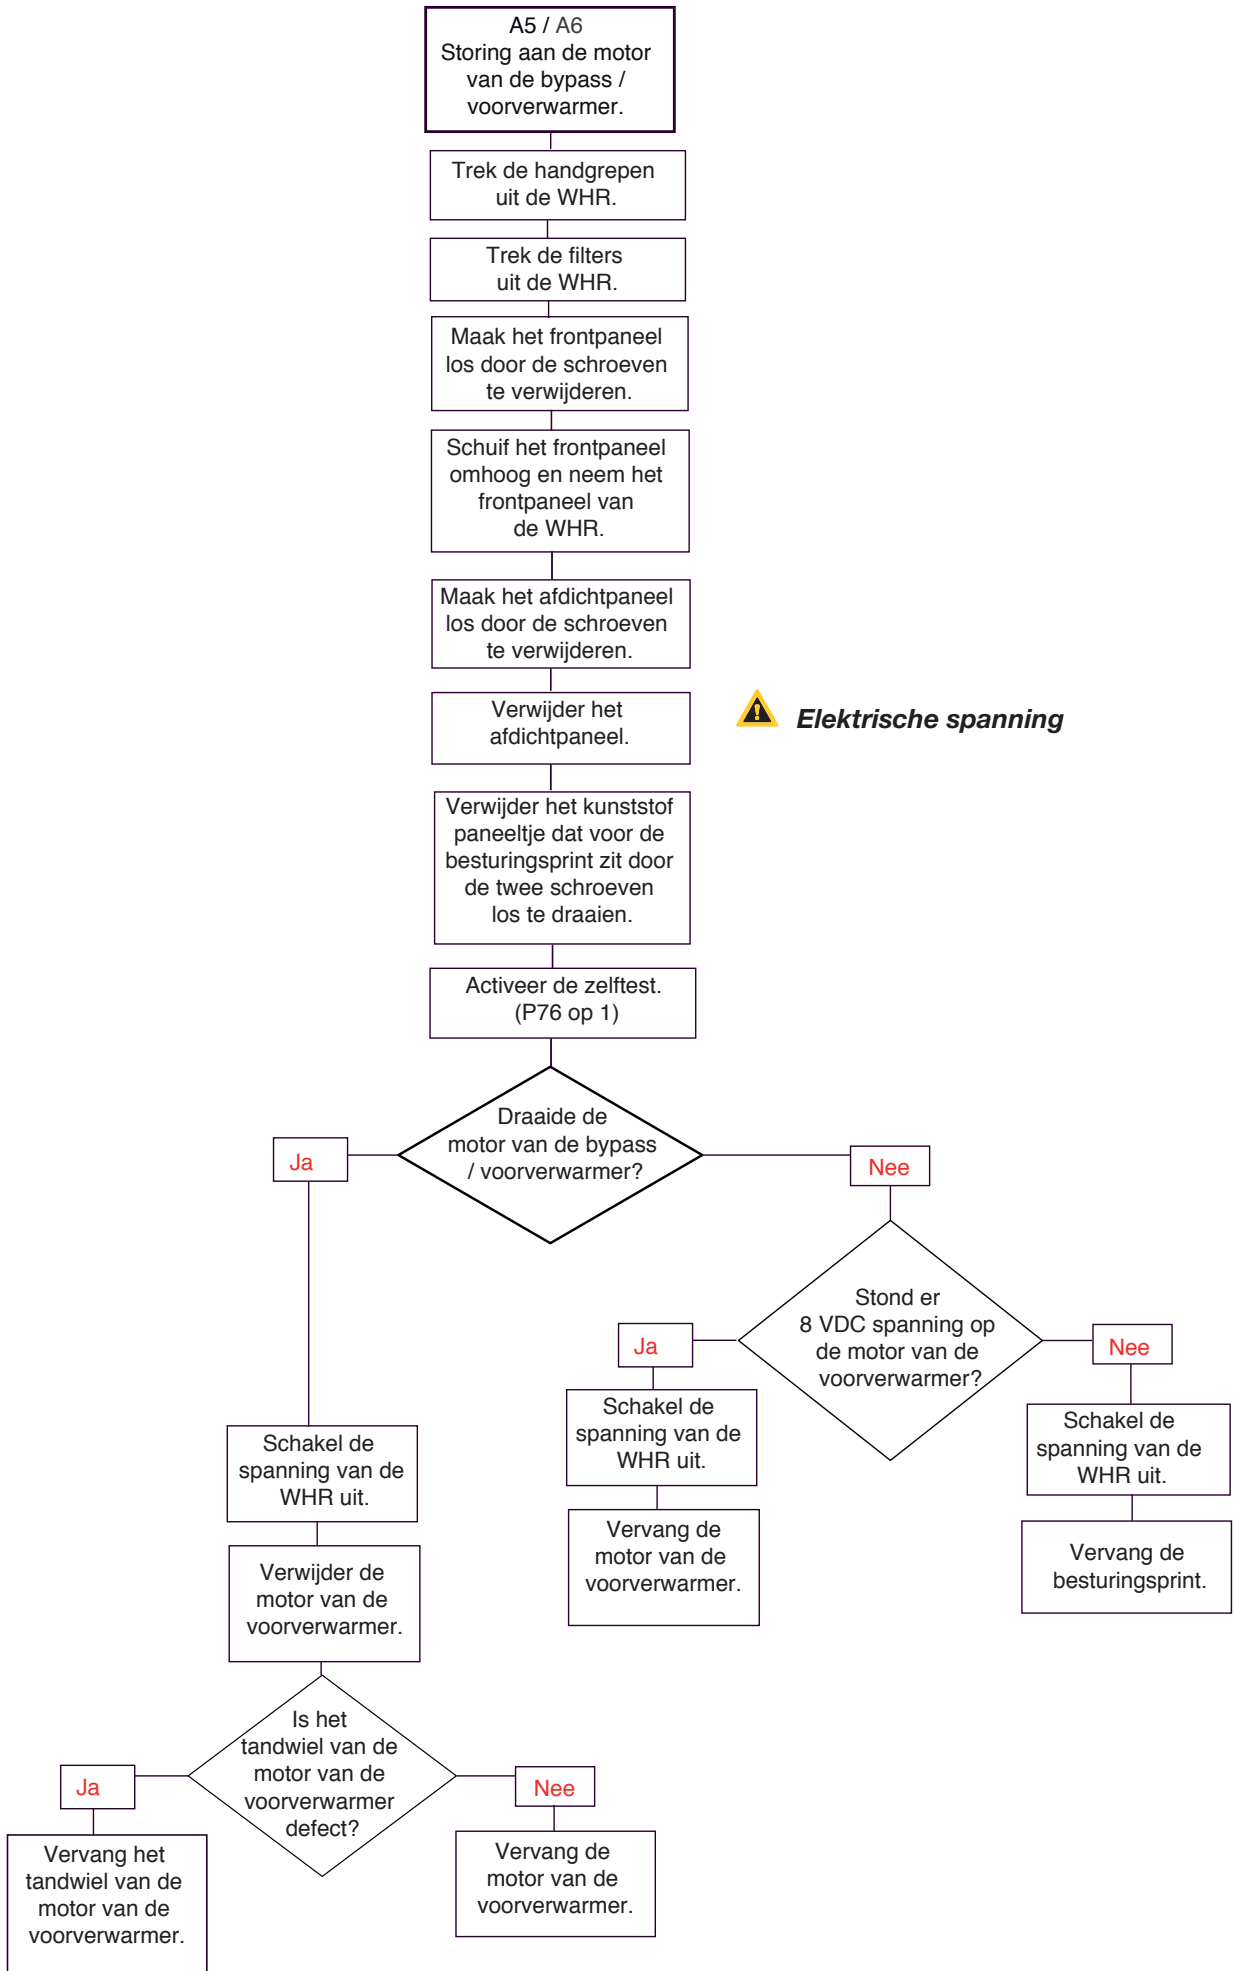 A5 / A6
Storing aan de motor
van de bypass /
voorverwarmer.
Trek de handgrepen
uit de WHR.
Trek de filters
uit de WHR.
Maak het frontpaneel
los door de schroeven
te verwijderen.
Schuif het frontpaneel
omhoog en neem het
frontpaneel van
de WHR.
Maak het afdichtpaneel
los door de schroeven
te verwijderen.
Verwijder het
afdichtpaneel.
Elektrische spanning
Verwijder het kunststof
paneeltje dat voor de
besturingsprint zit door
de twee schroeven
los te draaien.
Activeer de zelftest.
(P76 op 1)
Draaide de
motor van de bypass
/ voorverwarmer?
Ja
Nee
Stond er
8 VDC spanning op
de motor van de
voorverwarmer?
Ja
Nee
Schakel de
spanning van de
WHR uit.
Schakel de
spanning van de
WHR uit.
Schakel de
spanning van de
WHR uit.
Vervang de
motor van de
voorverwarmer.
Vervang de
besturingsprint.
Verwijder de
motor van de
voorverwarmer.
Is het
tandwiel van de
motor van de
voorverwarmer
defect?
Ja
Nee
Vervang het
tandwiel van de
motor van de
voorverwarmer.
Vervang de
motor van de
voorverwarmer.